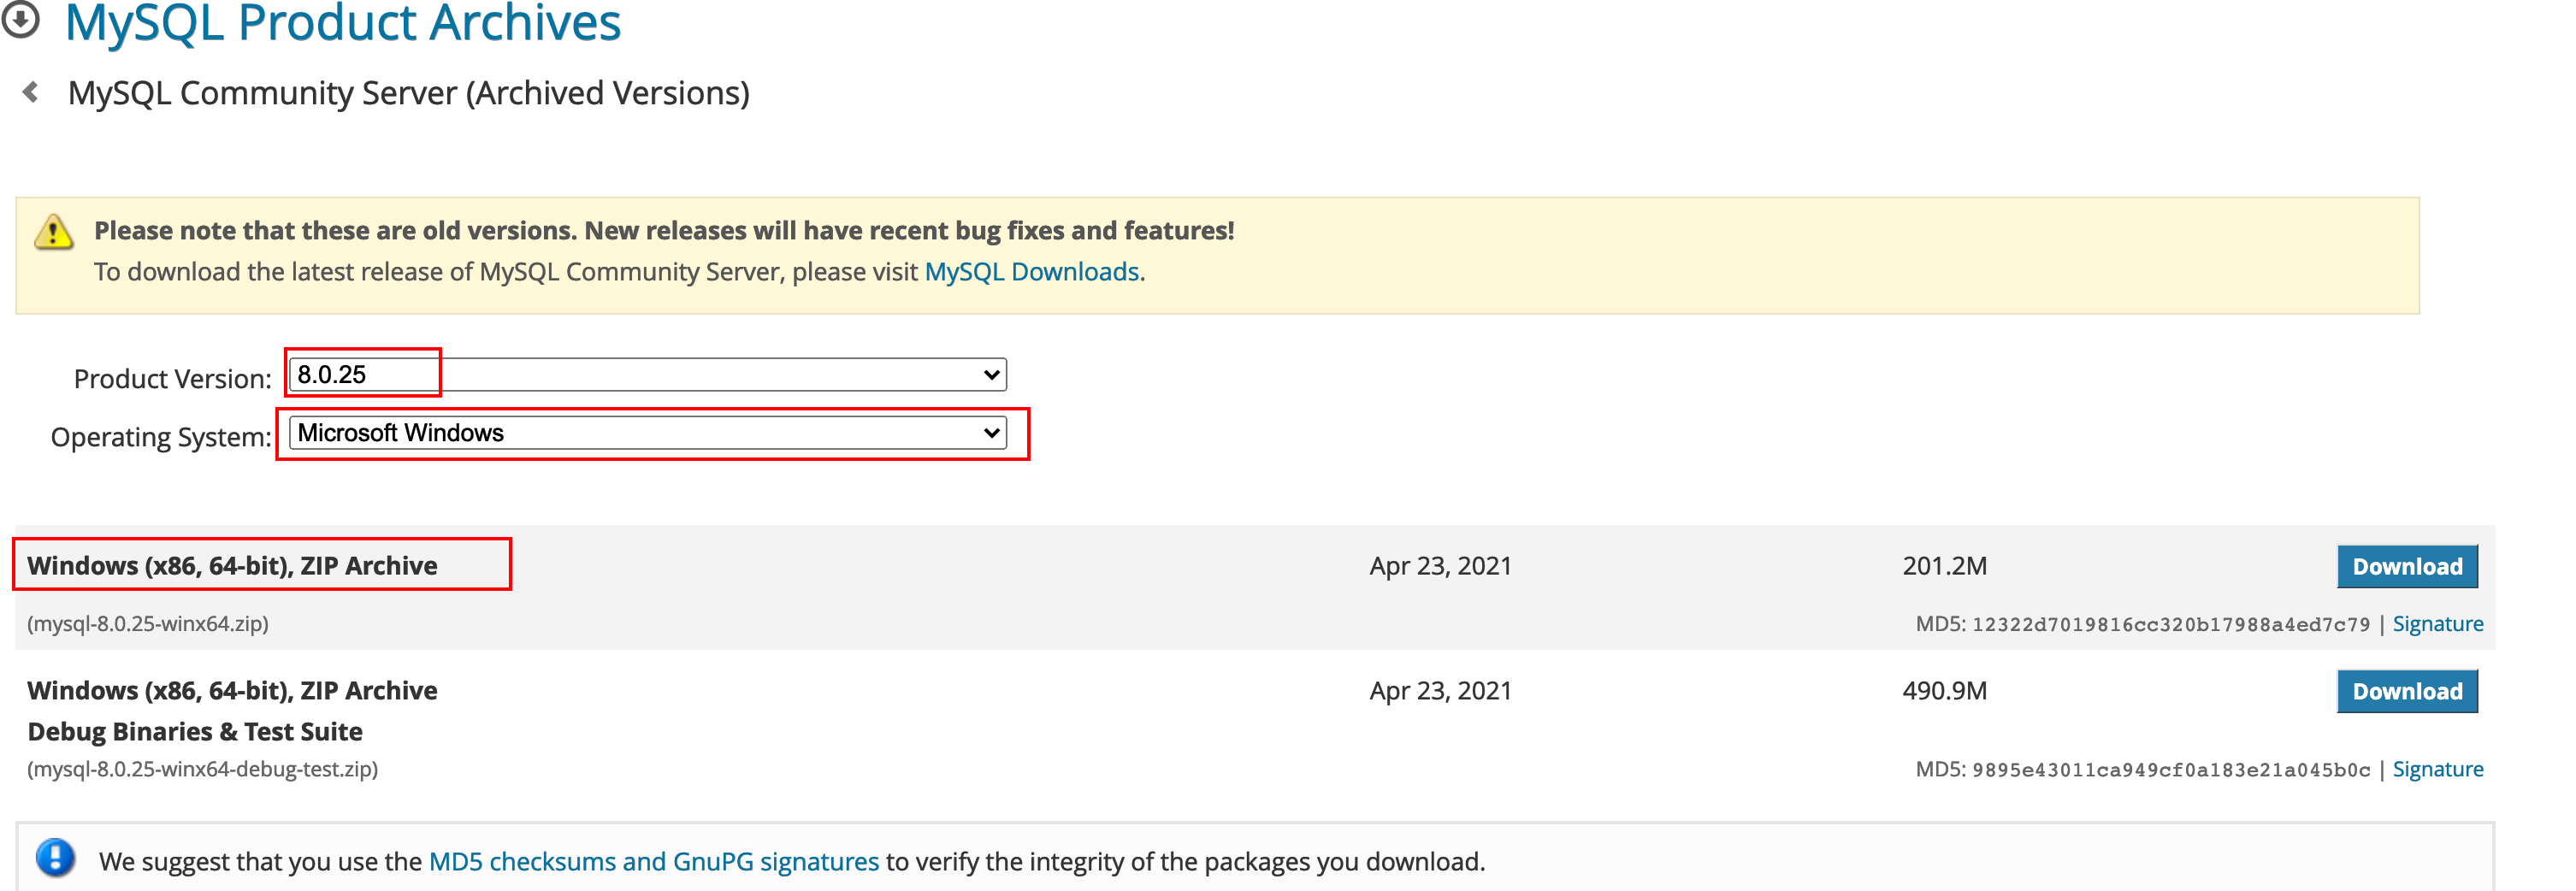 MySQL Product Archives
MySQL Community Server (Archived Versions)
Please note that these are old versions. New releases will have recent bug fixes and features!
To download the latest release of MySQL Community Server, please visit MySQL Downloads.
Product Version: 8.0.25
Operating System: Microsoft Windows
Windows (x86, 64-bit), ZIP Archive Apr 23, 2021 201.2M Download
(mysql-8.0.25-winx64.zip) MD5: 12322d7019816cc320b17988a4ed7c79 | Signature
Windows (x86, 64-bit), ZIP Archive Apr 23, 2021 490.9M Download
Debug Binaries & Test Suite
(mysql-8.0.25-winx64-debug-test.zip) MD5: 9895e43011ca949cf0a183e21a045b0c | Signature
We suggest that you use the MD5 checksums and GnuPG signatures to verify the integrity of the packages you download.